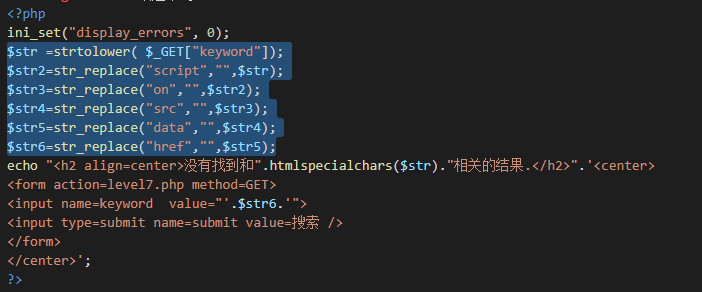 <?php
ini_set("display_errors", 0);
$str =strtolower( $_GET["keyword"]);
$str2=str_replace("script","",$str);
$str3=str_replace("on","",$str2);
$str4=str_replace("src","",$str3);
$str5=str_replace("data","",$str4);
$str6=str_replace("href","",$str5);
echo "<h2 align=center>没有找到和".htmlspecialchars($str)."相关的结果.</h2>".'<center>
<form action=level7.php method=GET>
<input name=keyword  value="'.$str6.'">
<input type=submit name=submit value=搜索 />
</form>
</center>';
?>